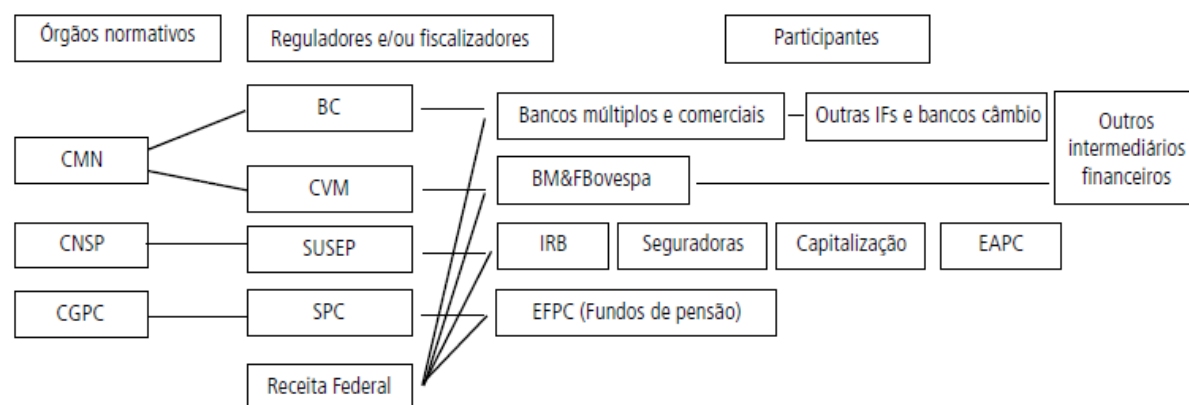 Órgãos normativos
Reguladores e/ou fiscalizadores
Participantes
BC
Bancos múltiplos e comerciais
Outras IFs e bancos câmbio
Outros
intermediários
financeiros
CMN
CVM
BM&FBovespa
CNSP
SUSEP
IRB
Seguradoras
Capitalização
EAPC
CGPC
SPC
EFPC (Fundos de pensão)
Receita Federal